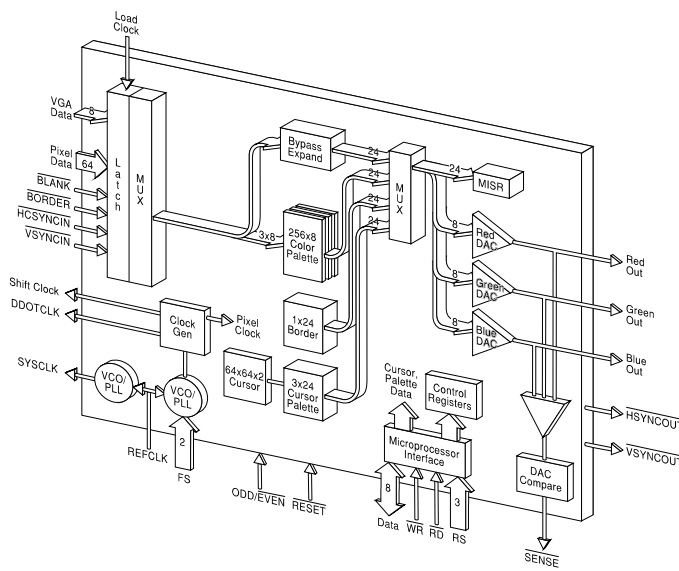 Load
Clock
VGA
Data
8
Pixel
Data
64
BLANK
BORDER
HCSYNCIN
VSYNCIN
Latch
MUX
Bypass
Expand
24
24
24
24
MUX
24
24
MISR
3x8
256x8
Color
Palette
8
Red
DAC
8
Green
DAC
8
Blue
DAC
Red
Out
Green
Out
Blue
Out
Shift Clock
DDOTCLK
Clock
Gen
Pixel
Clock
1x24
Border
SYSCLK
VCO/
PLL
VCO/
PLL
64x64x2
Cursor
3x24
Cursor
Palette
Cursor,
Palette
Data
Control
Registers
HSYNCOUT
VSYNCOUT
REFCLK
2
FS
Microprocessor
Interface
DAC
Compare
ODD/EVEN
RESET
8
Data
WR
RD
3
RS
SENSE